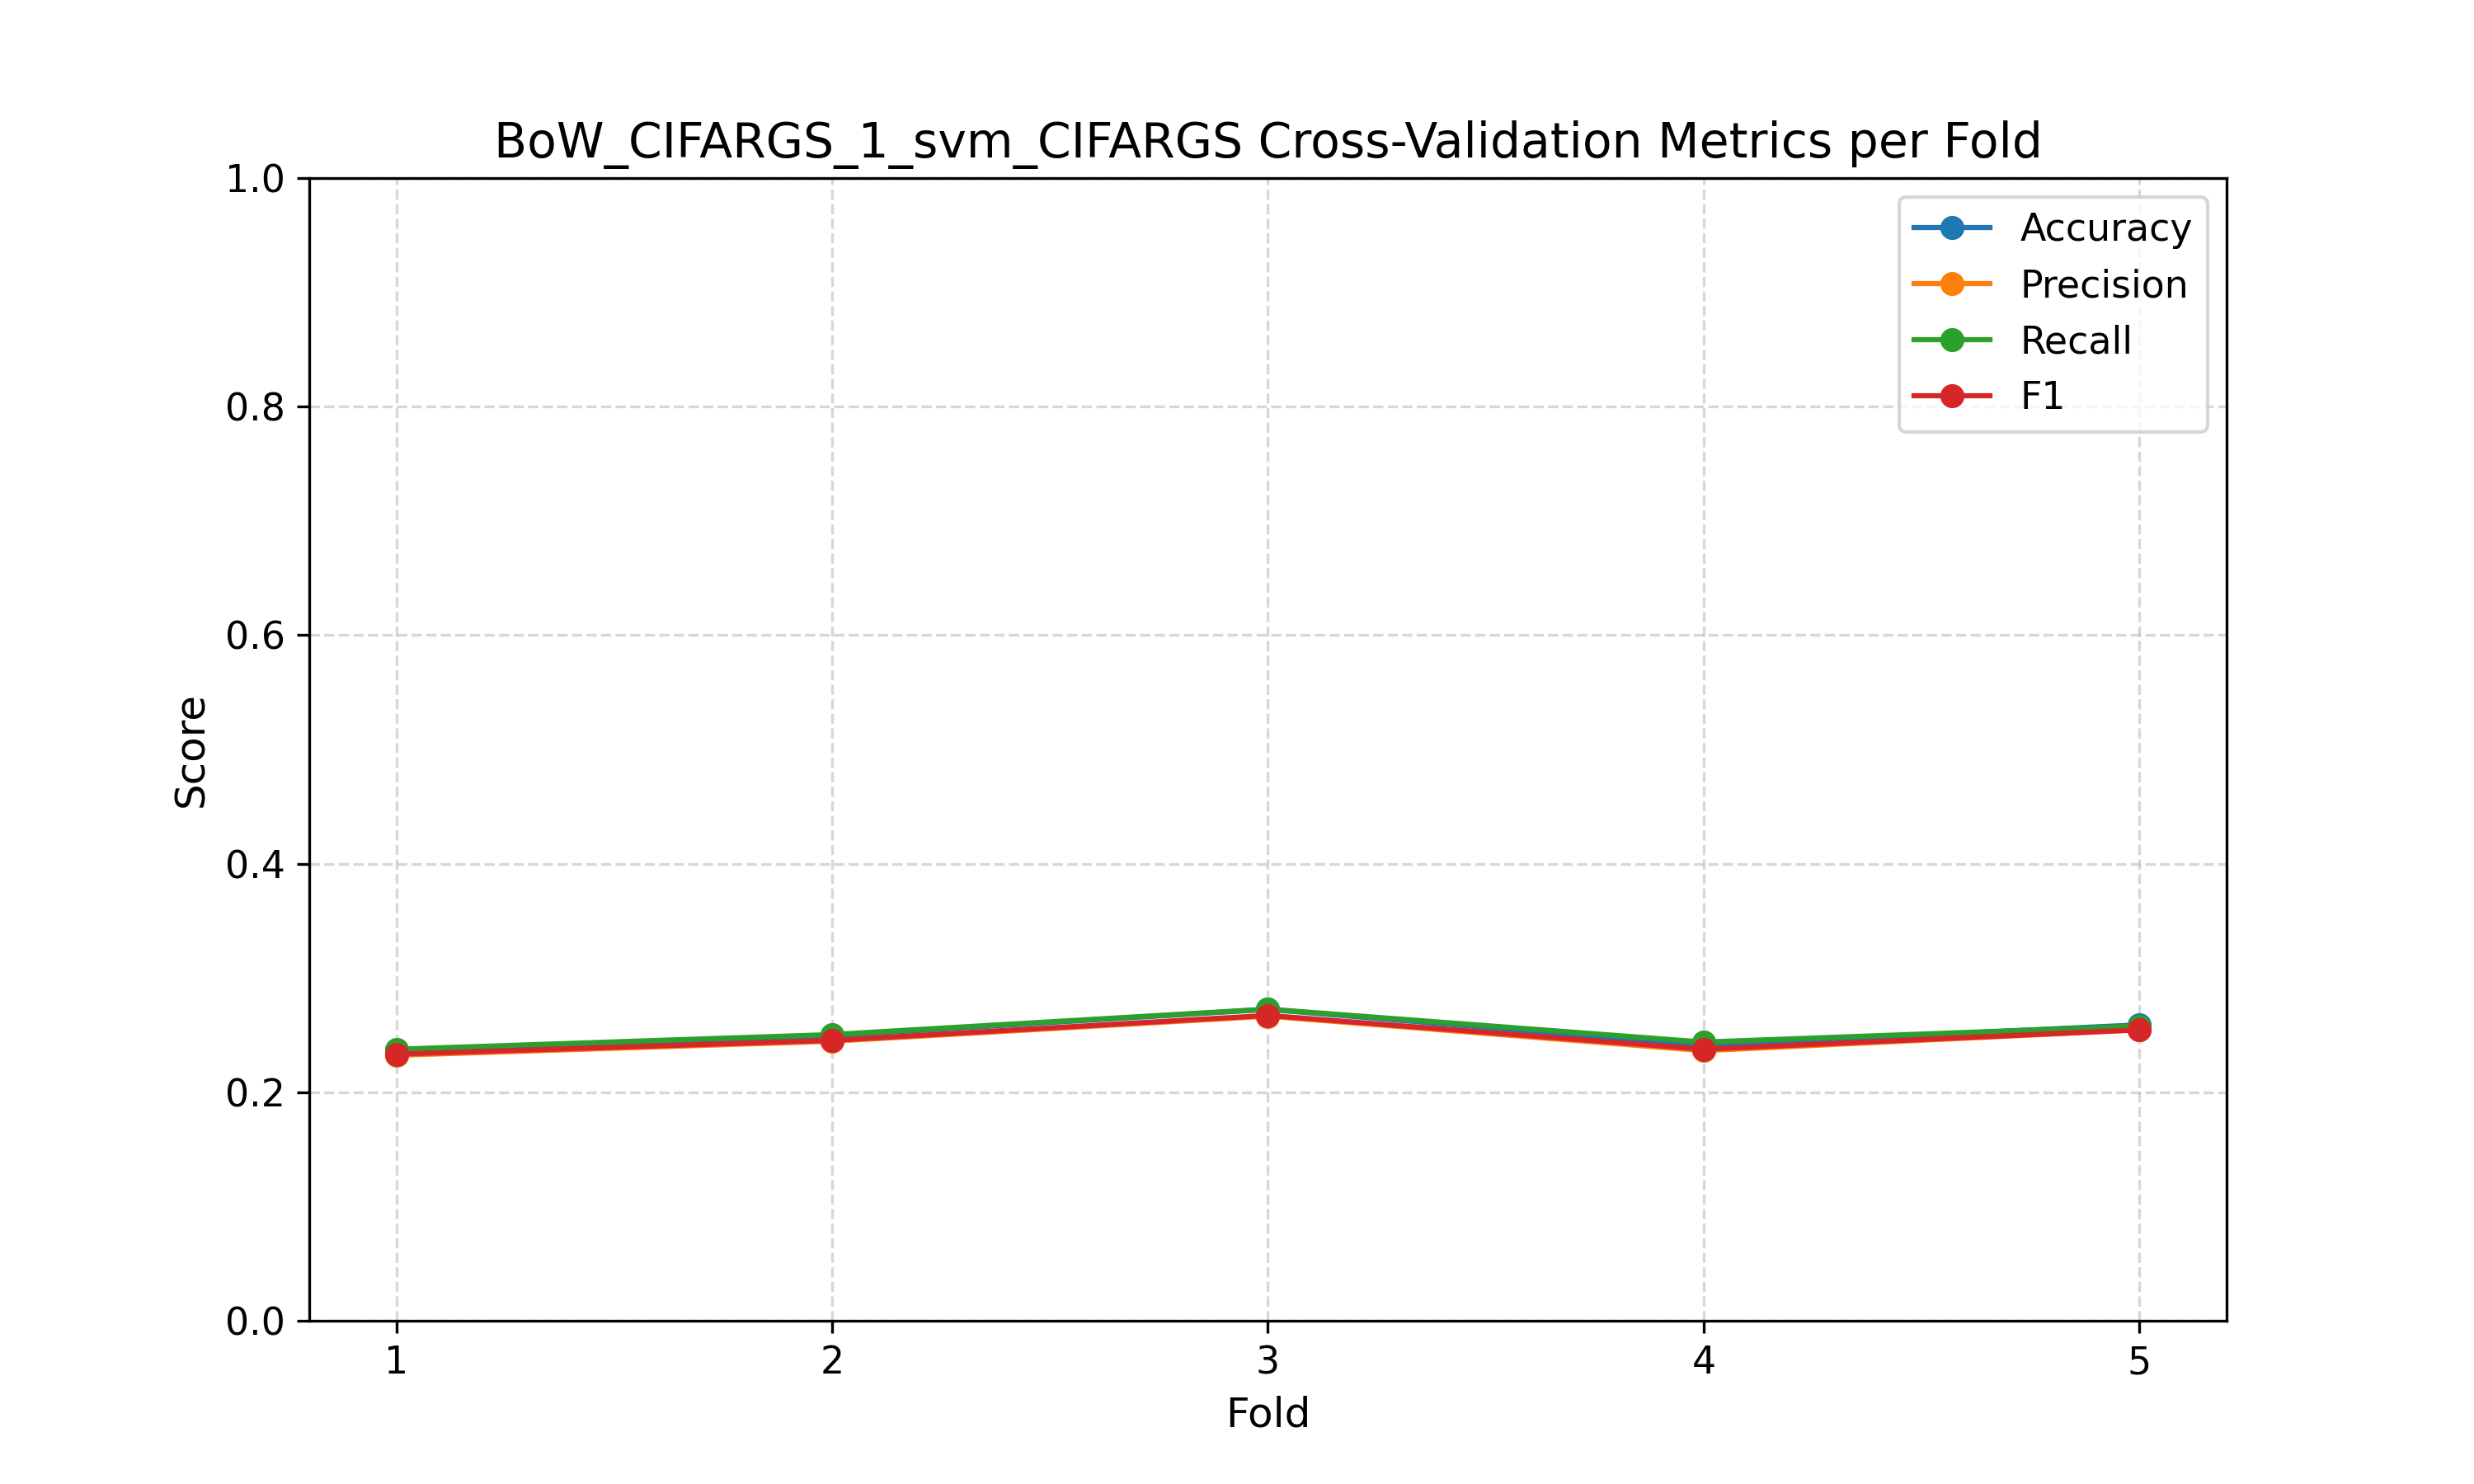 BoW_CIFARGS_1_svm_CIFARGS Cross-Validation Metrics per Fold
1.0
0.8
0.6
0.4
0.2
0.0
Score
Accuracy
Precision
Recall
F1
1 2 3 4 5
Fold